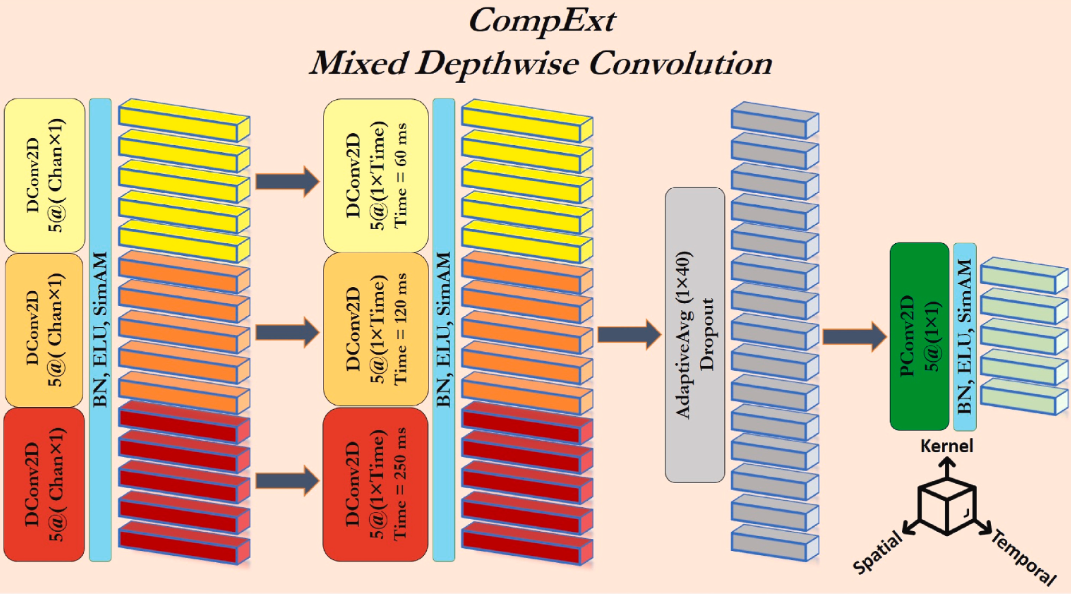 CompExt
Mixed Depthwise Convolution
DConv2D
5@( Chan×1)
DConv2D
5@( Chan×1)
DConv2D
5@( Chan×1)
BN, ELU, SimAM
DConv2D
5@(1×Time)
Time = 60 ms
DConv2D
5@(1×Time)
Time = 120 ms
DConv2D
5@(1×Time)
Time = 250 ms
BN, ELU, SimAM
AdaptiveAvg (1×40)
Dropout
PConv2D
5@(1×1)
BN, ELU, SimAM
Kernel
Spatial
Temporal